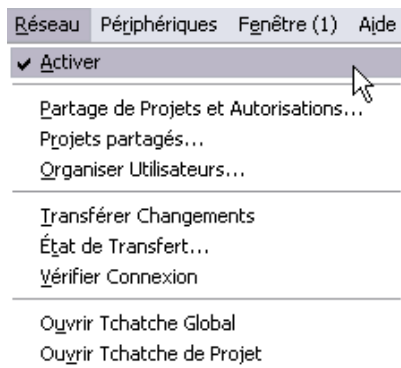 Réseau Périphériques Fenêtre (1) Aide
Activer
Partage de Projets et Autorisations...
Projets partagés...
Organiser Utilisateurs...
Transférer Changements
État de Transfert...
Vérifier Connexion
Ouvrir Tchatche Global
Ouvrir Tchatche de Projet